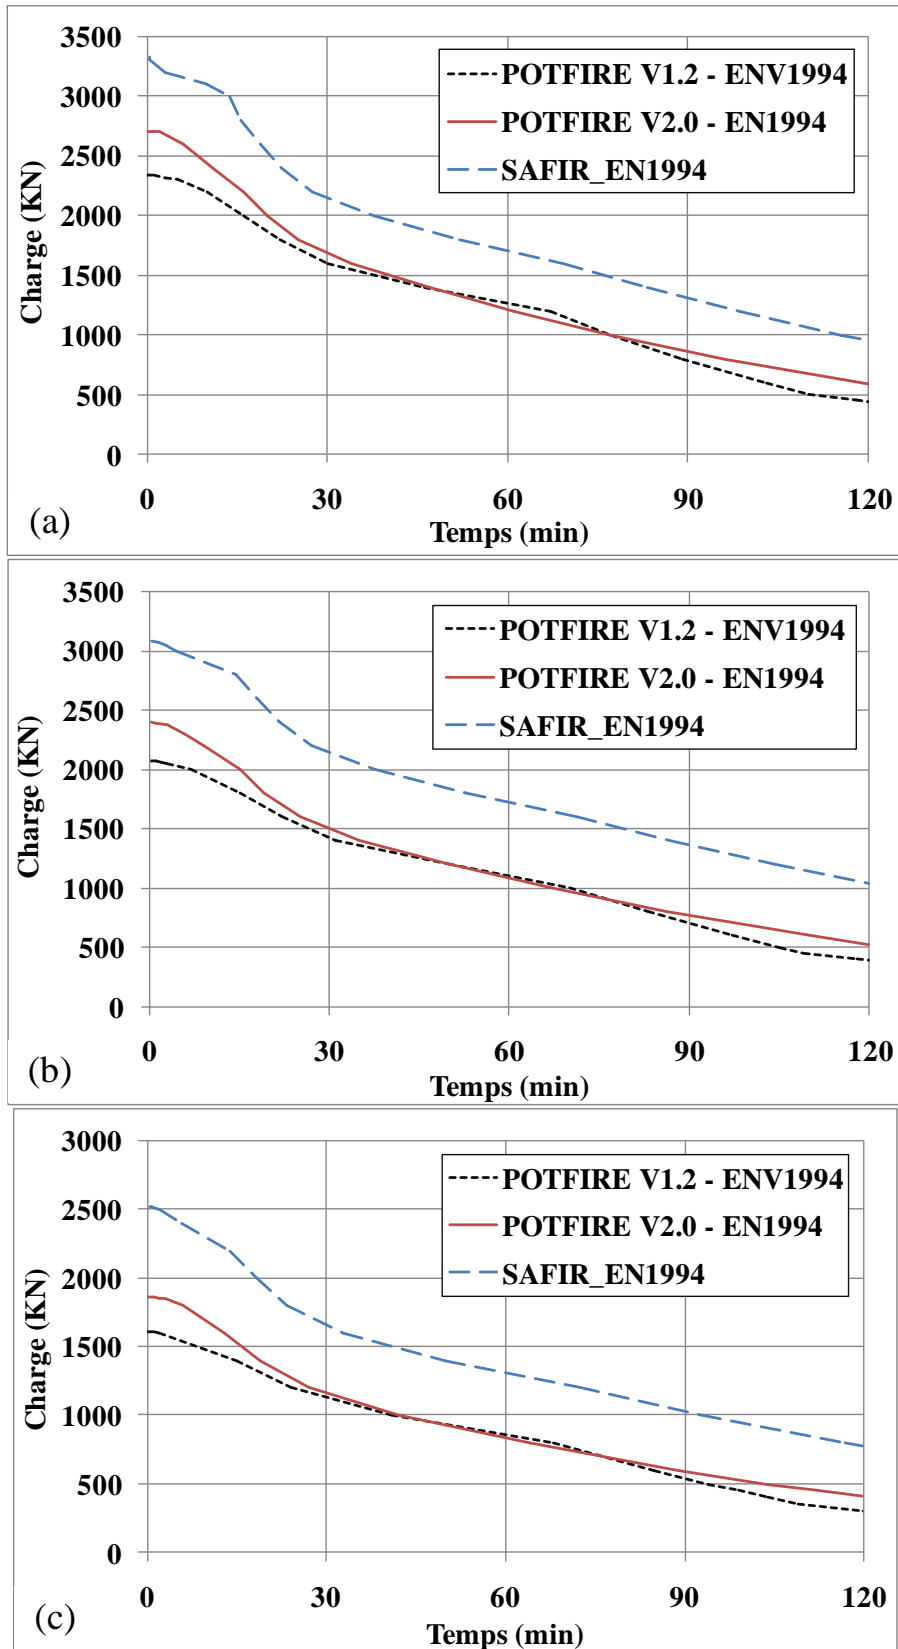 3500
3000
2500
2000
1500
1000
500
0
Charge (KN)
POTFIRE V1.2 - ENV1994
POTFIRE V2.0 - EN1994
SAFIR_EN1994
0 30 60 90 120
Temps (min)
(a)
3500
3000
2500
2000
1500
1000
500
0
Charge (KN)
POTFIRE V1.2 - ENV1994
POTFIRE V2.0 - EN1994
SAFIR_EN1994
0 30 60 90 120
Temps (min)
(b)
3000
2500
2000
1500
1000
500
0
Charge (KN)
POTFIRE V1.2 - ENV1994
POTFIRE V2.0 - EN1994
SAFIR_EN1994
0 30 60 90 120
Temps (min)
(c)